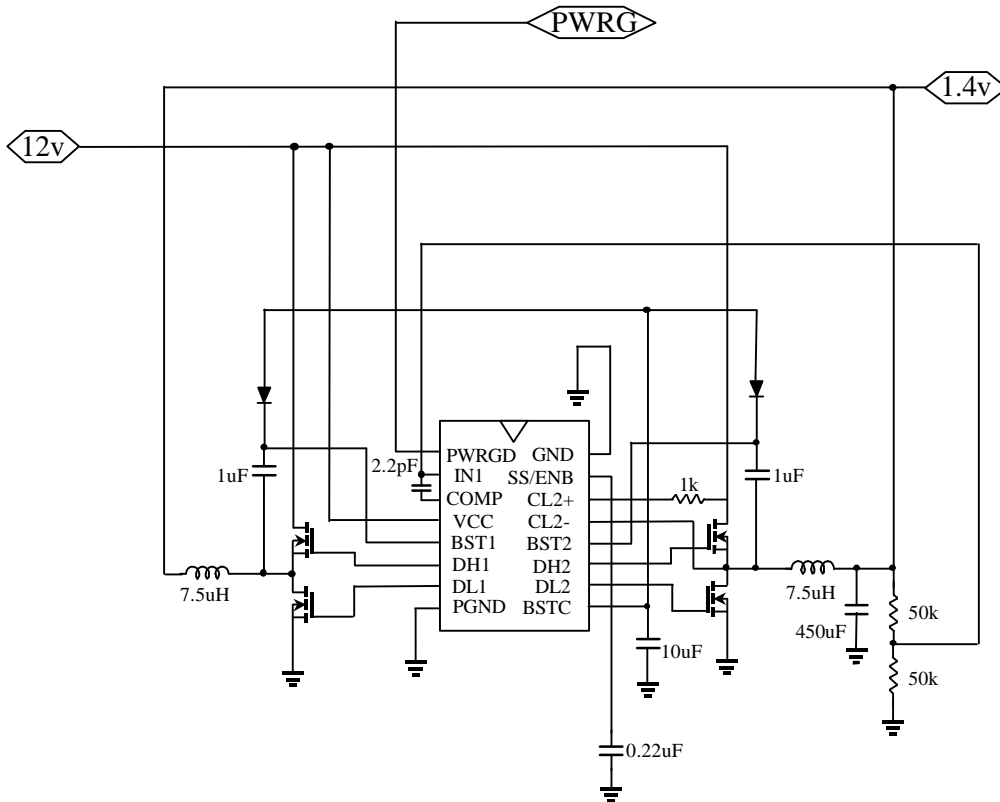 PWRG
1.4v
12v
PWRGD
GND
2.2pF
IN1
SS/ENB
1uF
COMP
CL2+
1k
1uF
VCC
CL2-
BST1
BST2
DH1
DH2
7.5uH
DL1
DL2
7.5uH
PGND
BSTC
450uF
50k
10uF
50k
0.22uF